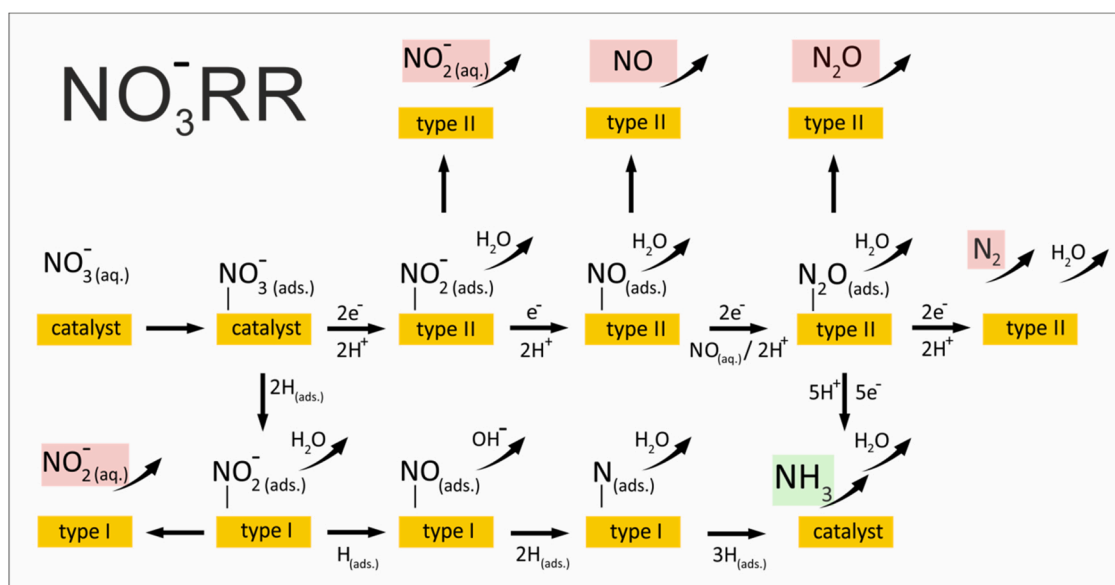 NO₃⁻RR
NO₂⁻(aq.) NO N₂O
type II type II type II
NO₃⁻(aq.) NO₃⁻(ads.) NO₂⁻(ads.) H₂O NO(ads.) H₂O N₂O(ads.) H₂O N₂ H₂O
catalyst catalyst 2e⁻ type II e⁻ type II 2e⁻ type II 2e⁻ type II
2H⁺ 2H⁺ NO(aq.)/ 2H⁺ 2H⁺
2H(ads.) 5H⁺ 5e⁻
NO₂⁻(aq.) NO₂⁻(ads.) H₂O NO(ads.) OH⁻ N(ads.) H₂O NH₃ H₂O
type I type I type I type I catalyst
H(ads.) 2H(ads.) 3H(ads.)